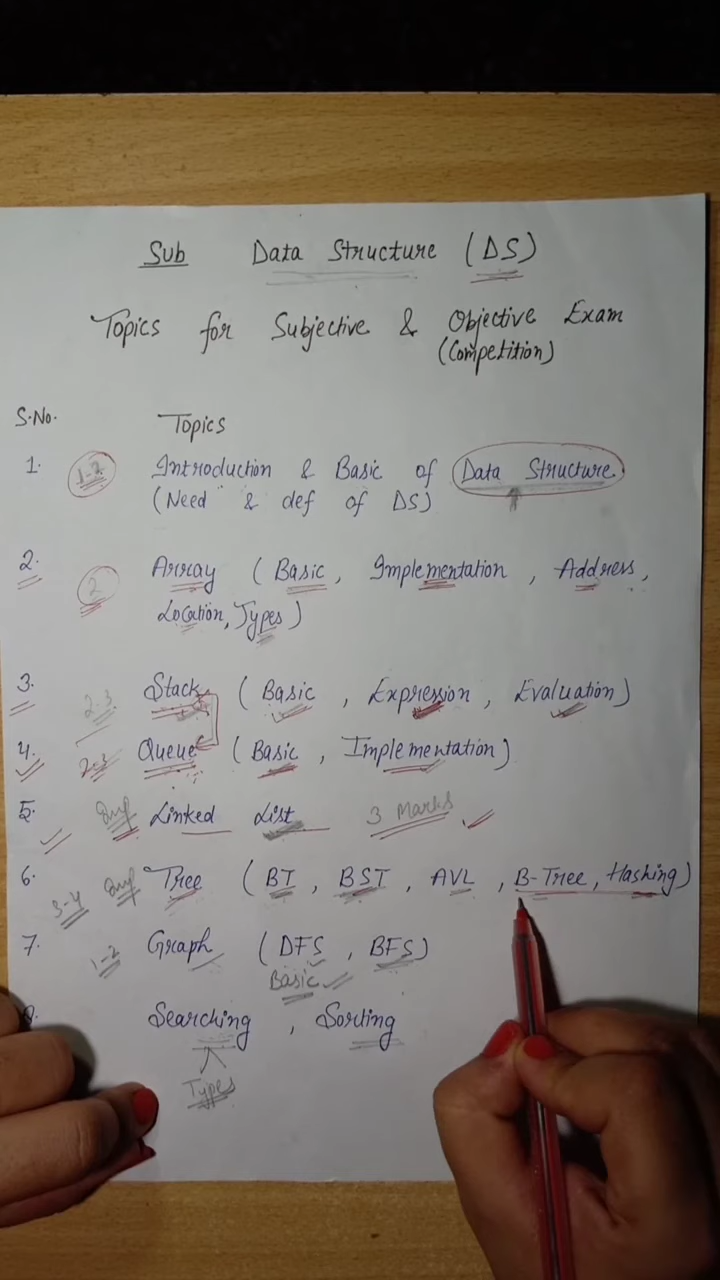 Sub Data Structure (DS)
Topics for Subjective & Objective Exam
(Competition)
S.No. Topics
1. 1-2 Introduction & Basic of Data Structure
(Need & def of DS)
2. 2 Array (Basic, Implementation, Address,
Location, Types)
3. 2-3 Stack (Basic, Expression, Evaluation)
4. 2-3 Queue (Basic, Implementation)
5. Imp Linked List 3 Marks
6. 3-4 Imp Tree (BT, BST, AVL, B-Tree, Hashing)
7. 1-2 Graph (DFS, BFS)
Basic
8. Searching, Sorting
Types